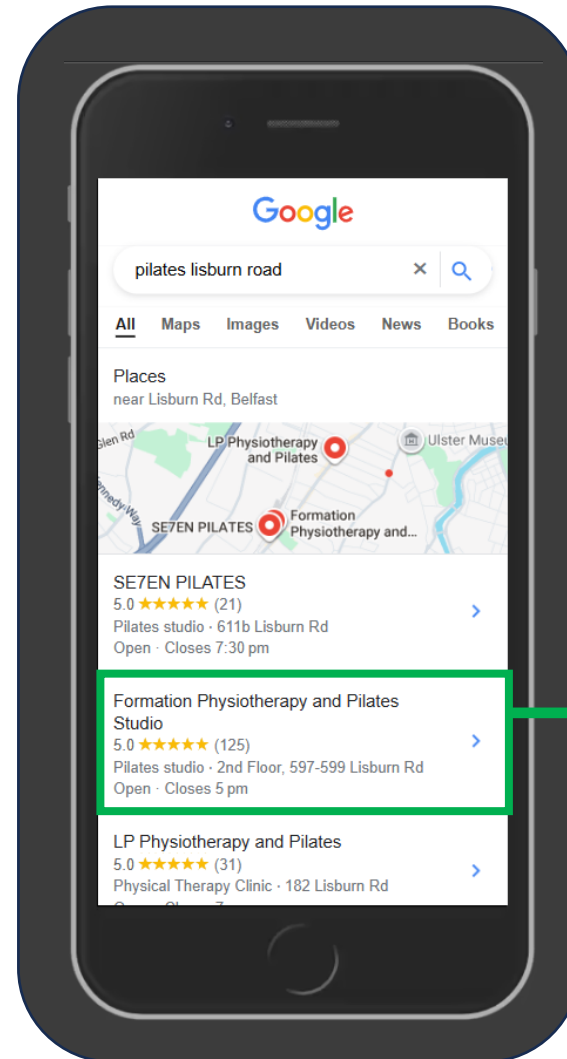 Google
pilates lisburn road
All Maps Images Videos News Books
Places
near Lisburn Rd, Belfast
Glen Rd
LP Physiotherapy
and Pilates
Ulster Museu
Kennedy Way
SE7EN PILATES
Formation
Physiotherapy and...
SE7EN PILATES
5.0 ★★★★★ (21)
Pilates studio · 611b Lisburn Rd
Open · Closes 7:30 pm
Formation Physiotherapy and Pilates
Studio
5.0 ★★★★★ (125)
Pilates studio · 2nd Floor, 597-599 Lisburn Rd
Open · Closes 5 pm
LP Physiotherapy and Pilates
5.0 ★★★★★ (31)
Physical Therapy Clinic · 182 Lisburn Rd